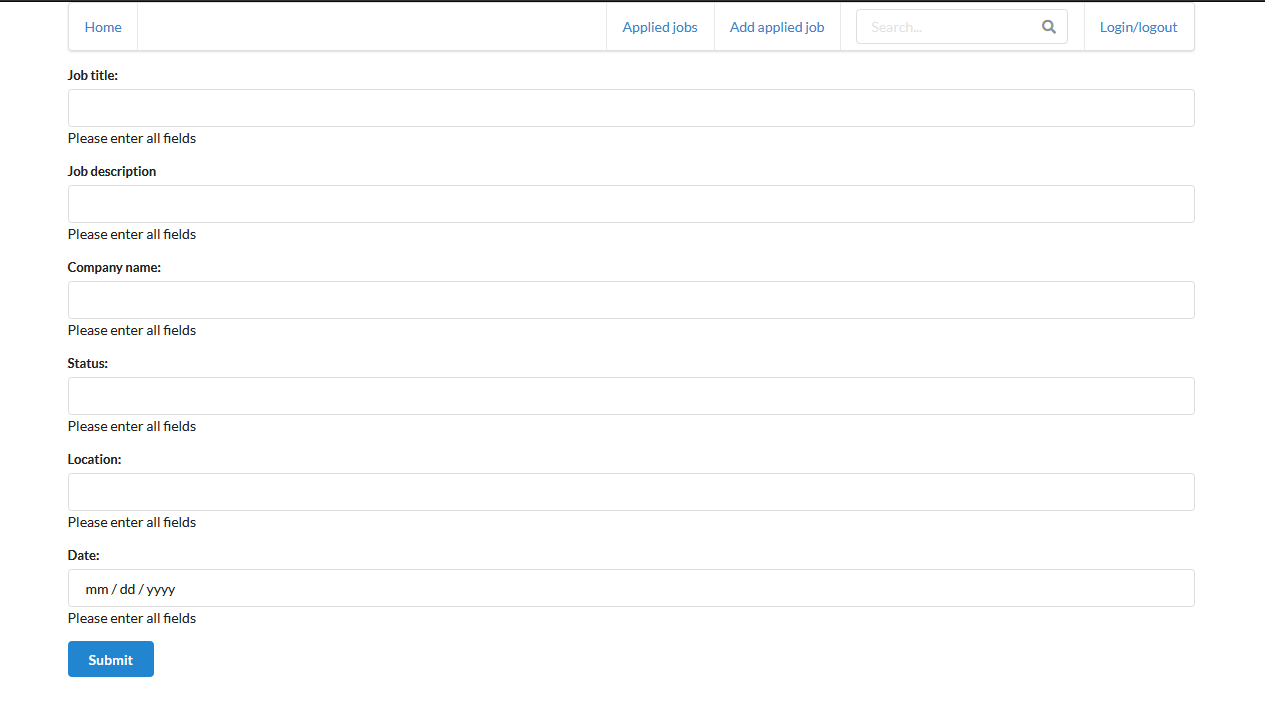 Home Applied jobs Add applied job Search... Login/logout
Job title:
Please enter all fields
Job description
Please enter all fields
Company name:
Please enter all fields
Status:
Please enter all fields
Location:
Please enter all fields
Date:
mm / dd / yyyy
Please enter all fields
Submit